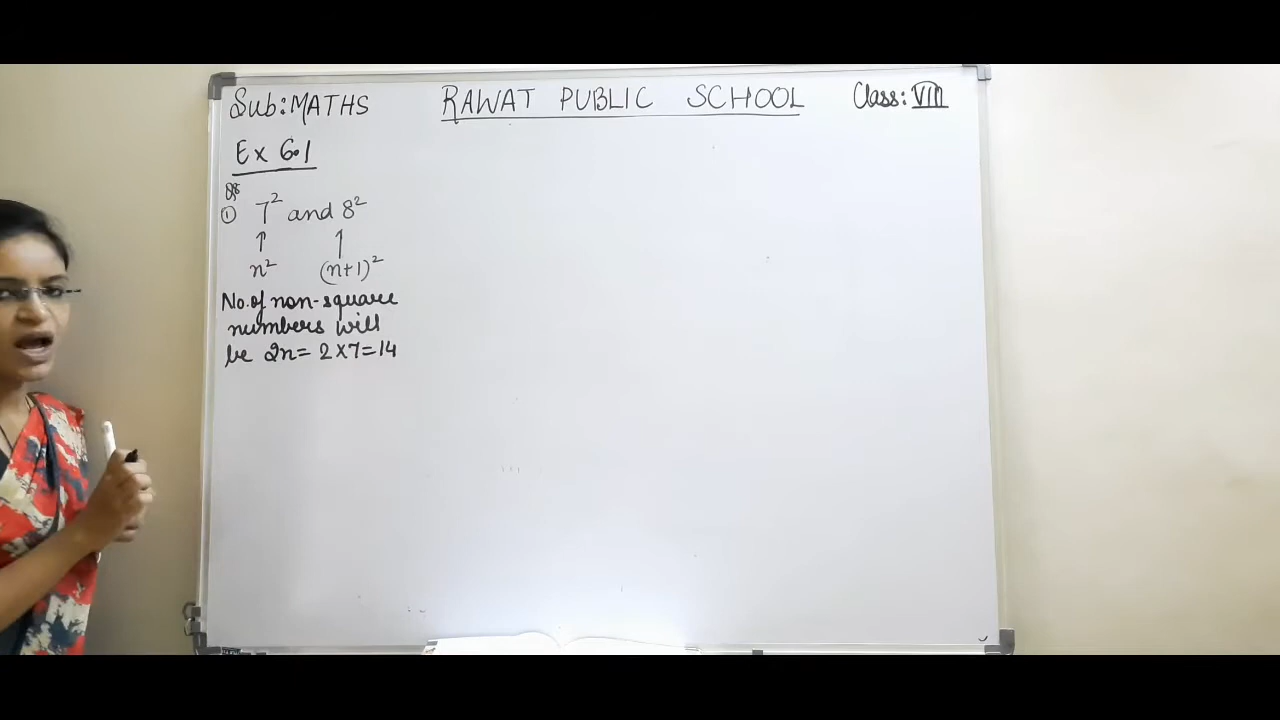 Sub: MATHS RAWAT PUBLIC SCHOOL Class: VIII
Ex 6.1
Q8
① 7² and 8²
↑ ↑
n² (n+1)²
No. of non-square
numbers will
be 2n = 2×7=14